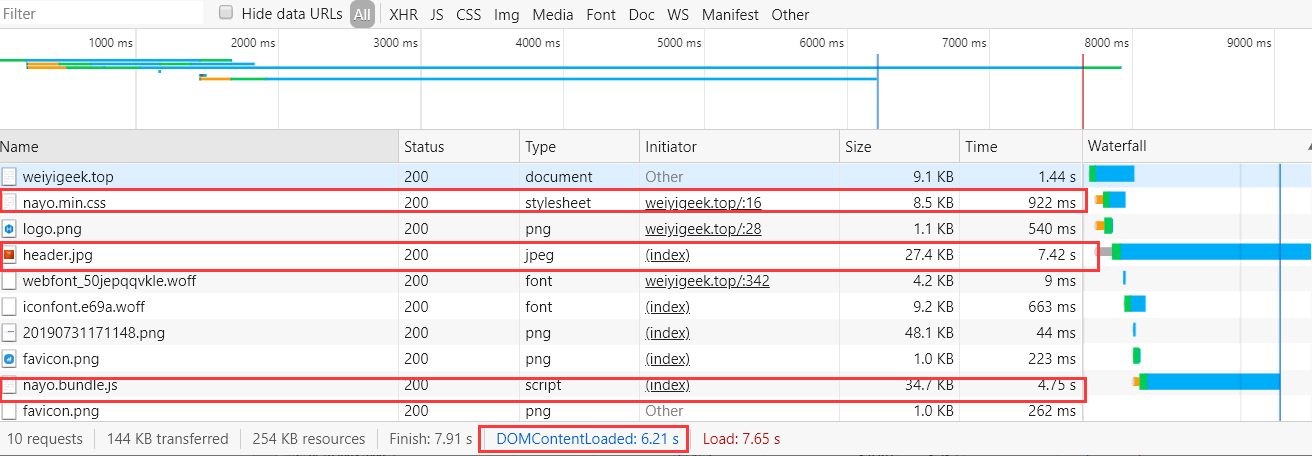 Filter Hide data URLs All XHR JS CSS Img Media Font Doc WS Manifest Other
1000 ms 2000 ms 3000 ms 4000 ms 5000 ms 6000 ms 7000 ms 8000 ms 9000 ms
Name Status Type Initiator Size Time Waterfall
weiyigeek.top 200 document Other 9.1 KB 1.44 s
nayo.min.css 200 stylesheet weiyigeek.top/:16 8.5 KB 922 ms
logo.png 200 png weiyigeek.top/:28 1.1 KB 540 ms
header.jpg 200 jpeg (index) 27.4 KB 7.42 s
webfont_50jepqqvkle.woff 200 font weiyigeek.top/:342 4.2 KB 9 ms
iconfont.e69a.woff 200 font (index) 9.2 KB 663 ms
20190731171148.png 200 png (index) 48.1 KB 44 ms
favicon.png 200 png (index) 1.0 KB 223 ms
nayo.bundle.js 200 script (index) 34.7 KB 4.75 s
favicon.png 200 png Other 1.0 KB 262 ms
10 requests 144 KB transferred 254 KB resources Finish: 7.91 s DOMContentLoaded: 6.21 s Load: 7.65 s